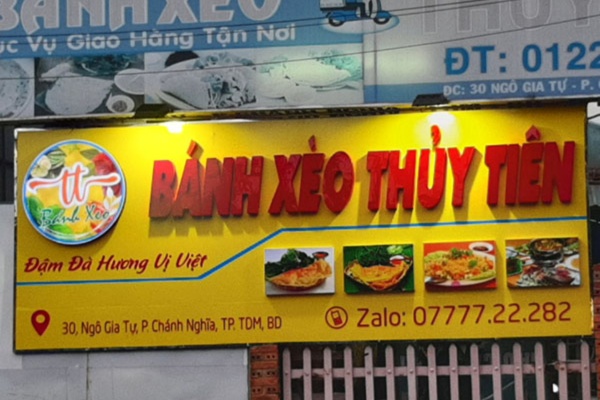 BÁNH XÈO THỦY
ục Vụ Giao Hàng Tận Nơi
ĐT: 0122
ĐC: 30 NGÔ GIA TỰ - P.
BÁNH XÈO THỦY TIÊN
tt
Bánh Xèo
Đậm Đà Hương Vị Việt
30, Ngô Gia Tự, P. Chánh Nghĩa, TP. TDM, BD
Zalo: 07777.22.282